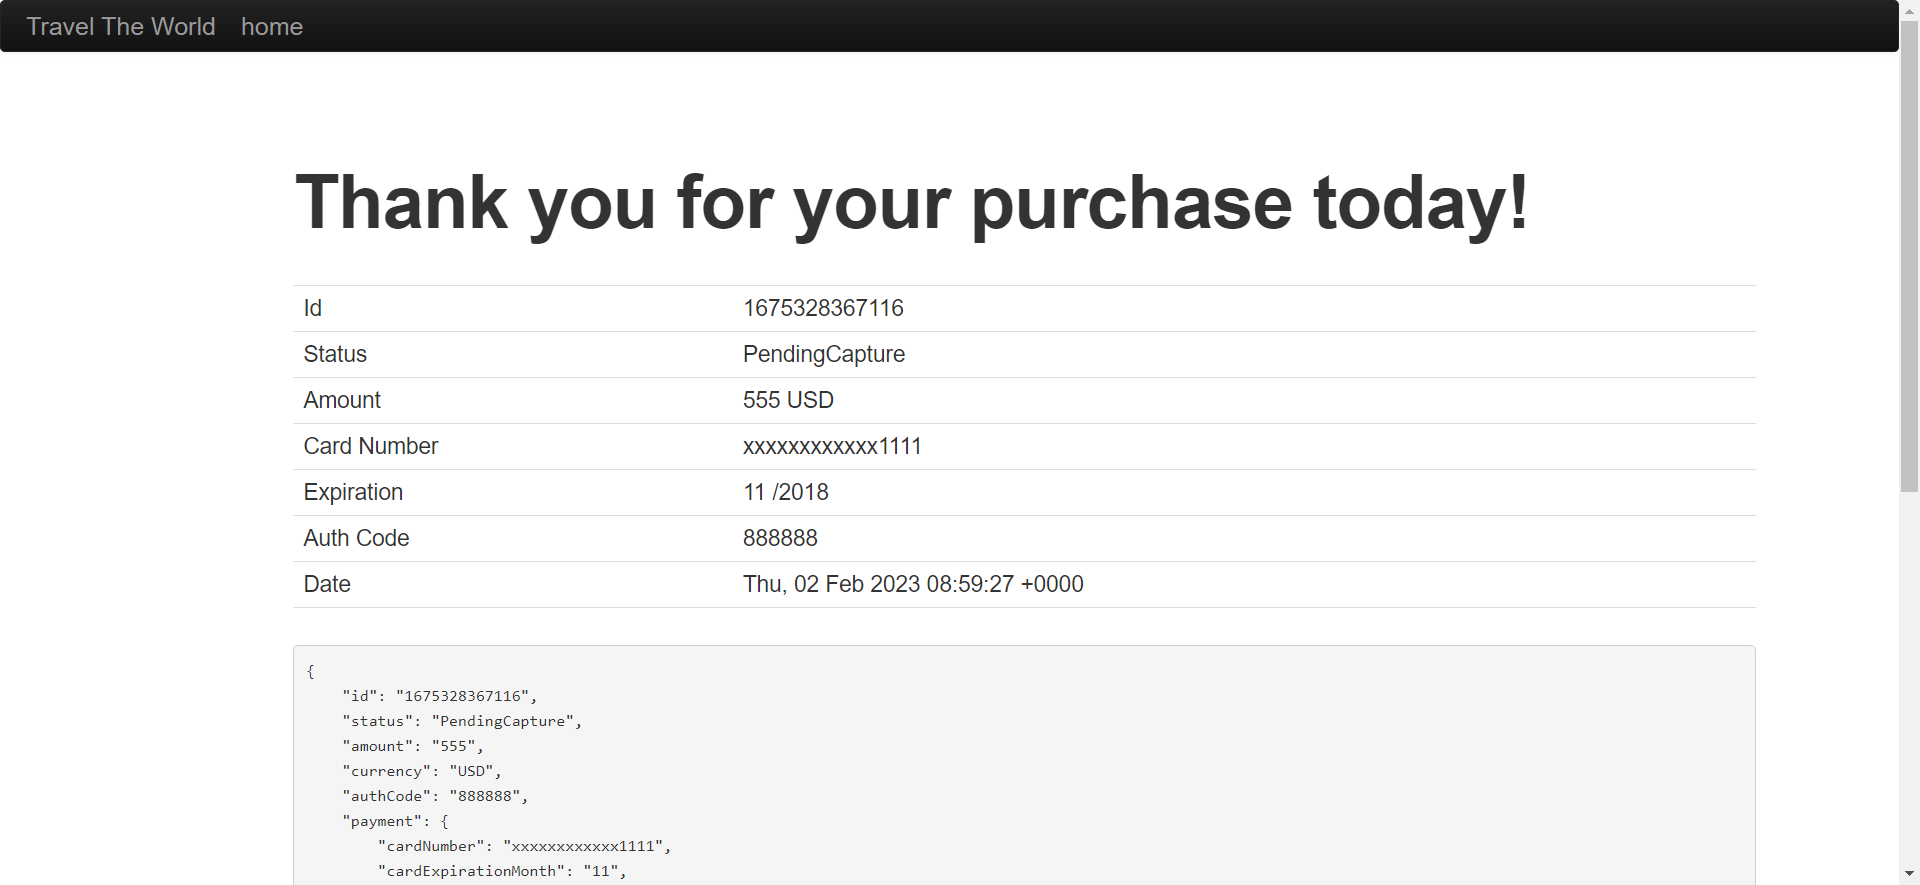 Travel The World home
Thank you for your purchase today!
Id 1675328367116
Status PendingCapture
Amount 555 USD
Card Number xxxxxxxxxxxx1111
Expiration 11 /2018
Auth Code 888888
Date Thu, 02 Feb 2023 08:59:27 +0000
{
"id": "1675328367116",
"status": "PendingCapture",
"amount": "555",
"currency": "USD",
"authCode": "888888",
"payment": {
"cardNumber": "xxxxxxxxxxxx1111",
"cardExpirationMonth": "11",